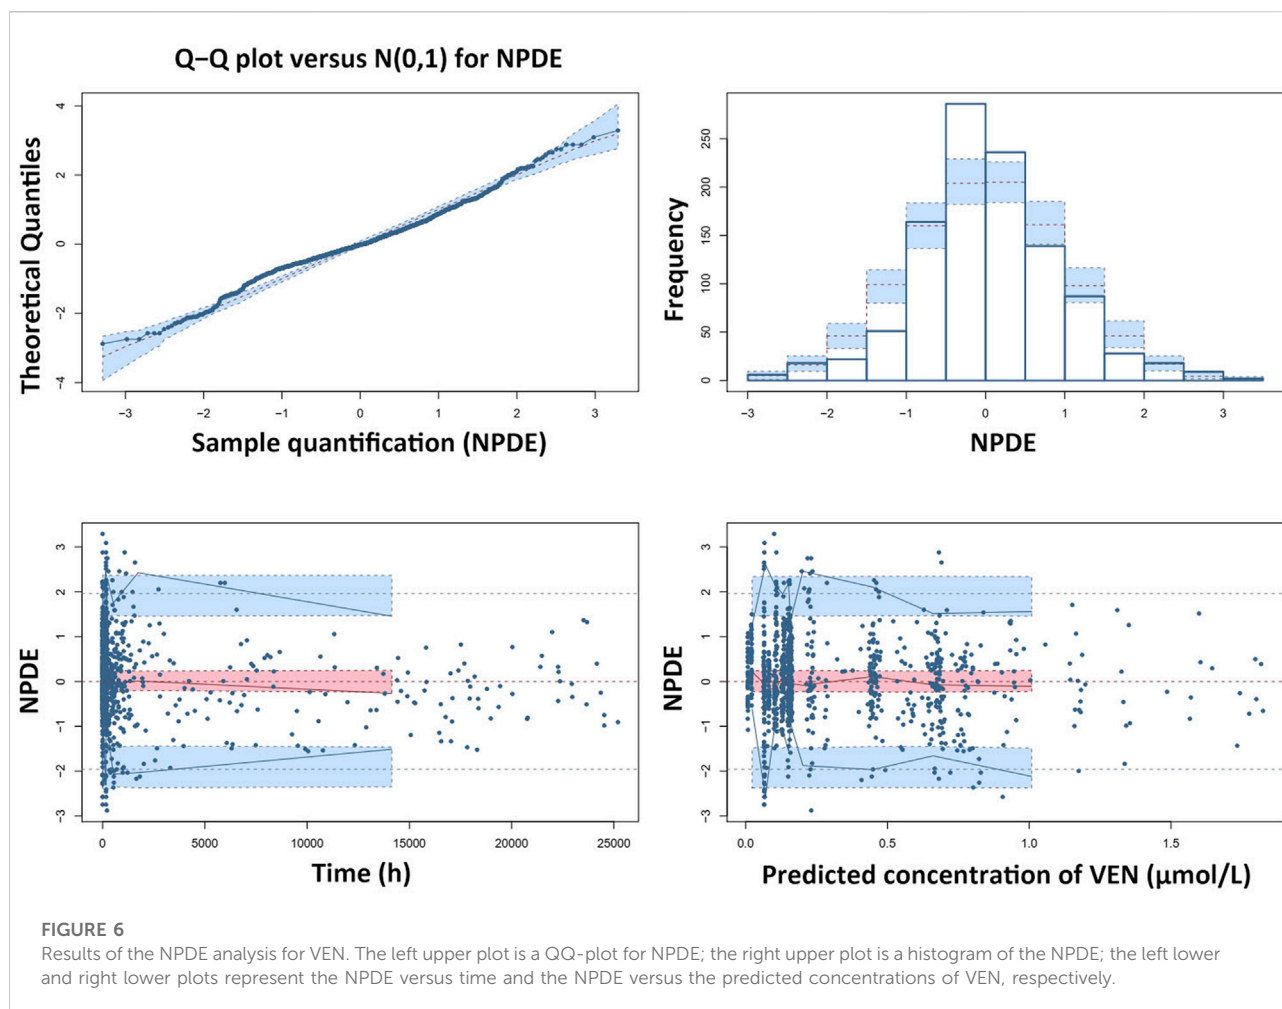 Q−Q plot versus N(0,1) for NPDE
Theoretical Quantiles
4
2
0
−2
−4
−3 −2 −1 0 1 2 3
Sample quantification (NPDE)
Frequency
250
200
150
100
50
0
−3 −2 −1 0 1 2 3
NPDE
NPDE
3
2
1
0
−1
−2
−3
0 5000 10000 15000 20000 25000
Time (h)
NPDE
3
2
1
0
−1
−2
−3
0.0 0.5 1.0 1.5
Predicted concentration of VEN (μmol/L)
FIGURE 6
Results of the NPDE analysis for VEN. The left upper plot is a QQ-plot for NPDE; the right upper plot is a histogram of the NPDE; the left lower
and right lower plots represent the NPDE versus time and the NPDE versus the predicted concentrations of VEN, respectively.